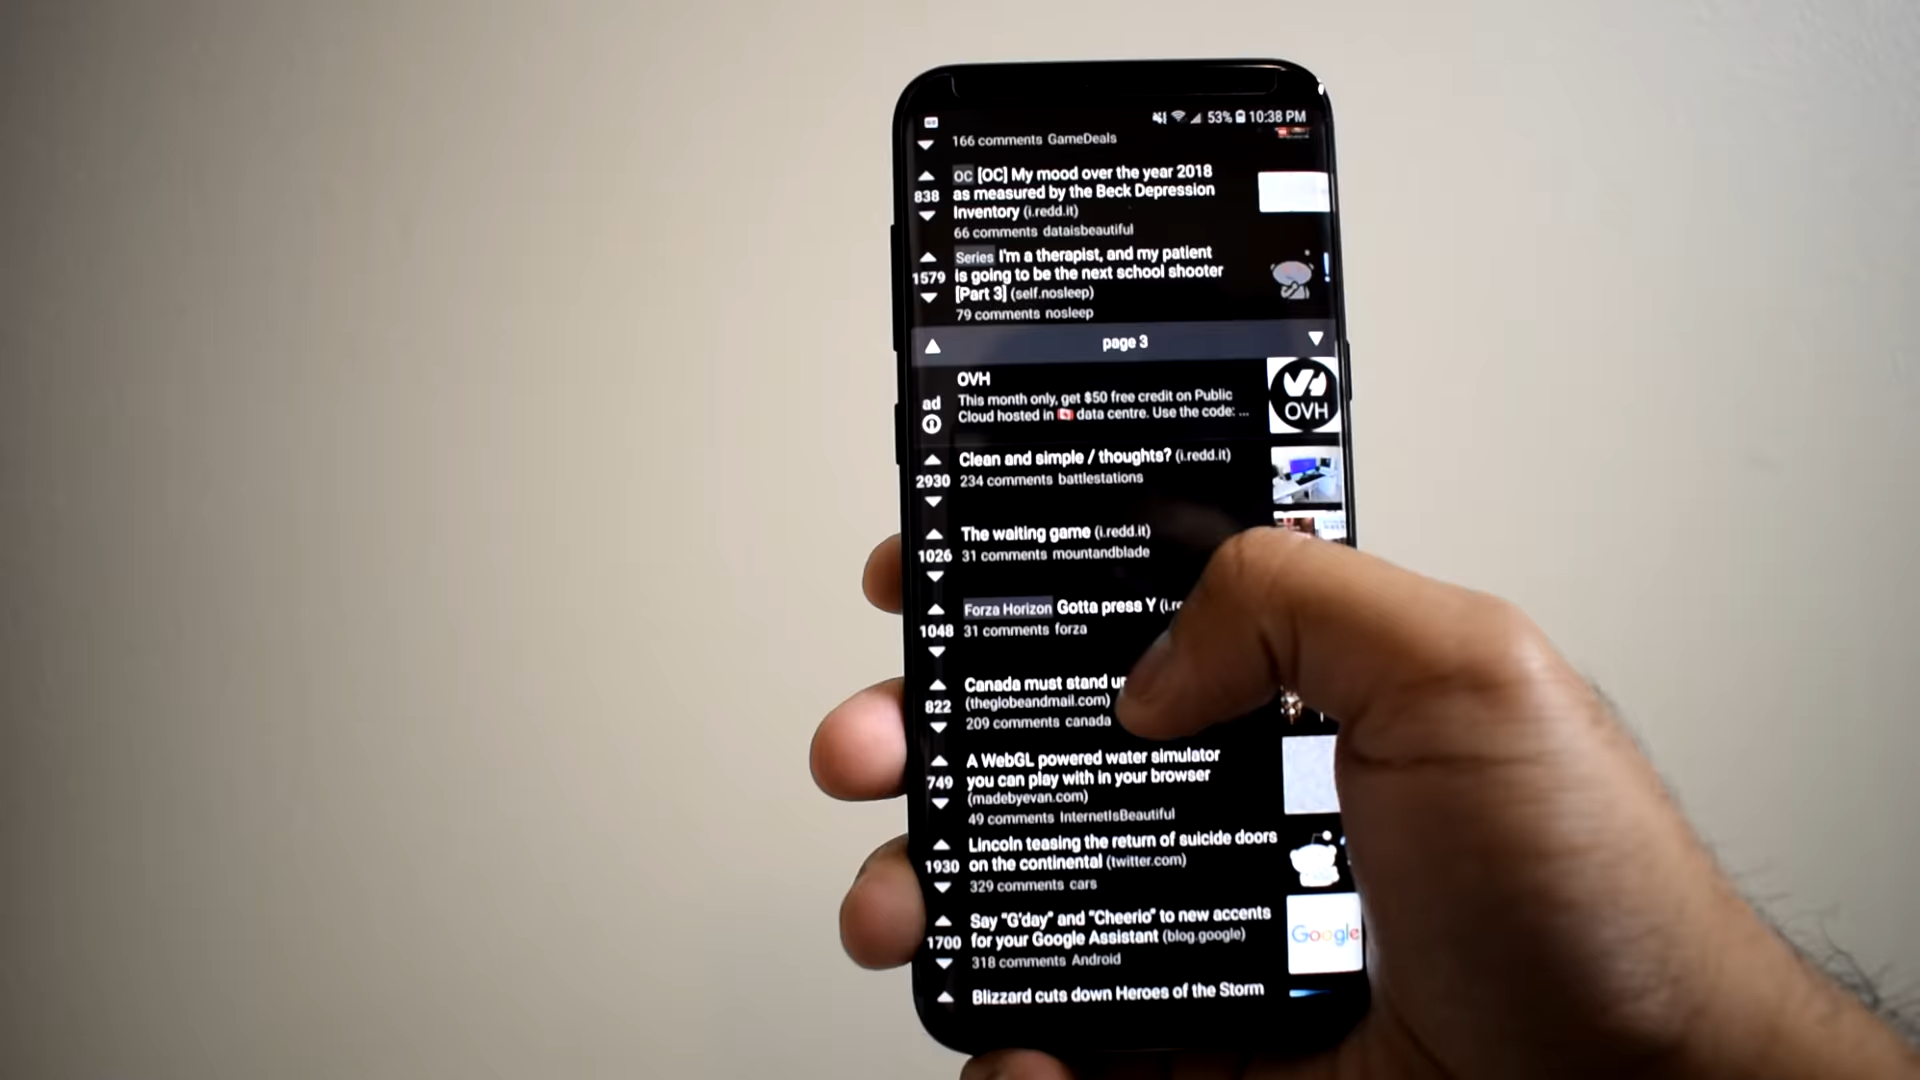 53% 10:38 PM
166 comments GameDeals
OC [OC] My mood over the year 2018
838 as measured by the Beck Depression
Inventory (i.redd.it)
66 comments dataisbeautiful
Series I'm a therapist, and my patient
1579 is going to be the next school shooter
[Part 3] (self.nosleep)
79 comments nosleep
page 3
OVH
ad This month only, get $50 free credit on Public
Cloud hosted in data centre. Use the code: ...
OVH
Clean and simple / thoughts? (i.redd.it)
2930 234 comments battlestations
The waiting game (i.redd.it)
1026 31 comments mountandblade
Forza Horizon Gotta press Y
1048 31 comments forza
Canada must stand
822 (theglobeandmail.com)
209 comments canada
A WebGL powered water simulator
749 you can play with in your browser
(madebyevan.com)
49 comments InternetIsBeautiful
Lincoln teasing the return of suicide doors
1930 on the continental (twitter.com)
329 comments cars
Say "G'day" and "Cheerio" to new accents
1700 for your Google Assistant (blog.google)
318 comments Android
Google
Blizzard cuts down Heroes of the Storm